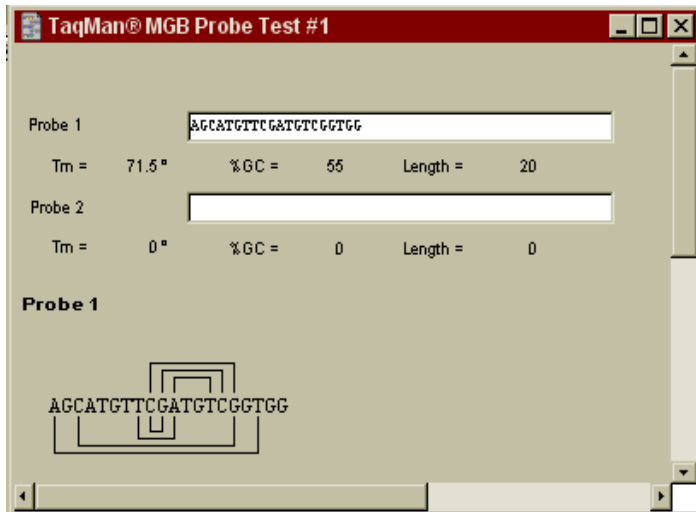 TaqMan® MGB Probe Test #1
Probe 1 AGCATGTTCGATGTCGGTGG
Tm = 71.5° %GC = 55 Length = 20
Probe 2
Tm = 0° %GC = 0 Length = 0
Probe 1
AGCATGTTCGATGTCGGTGG